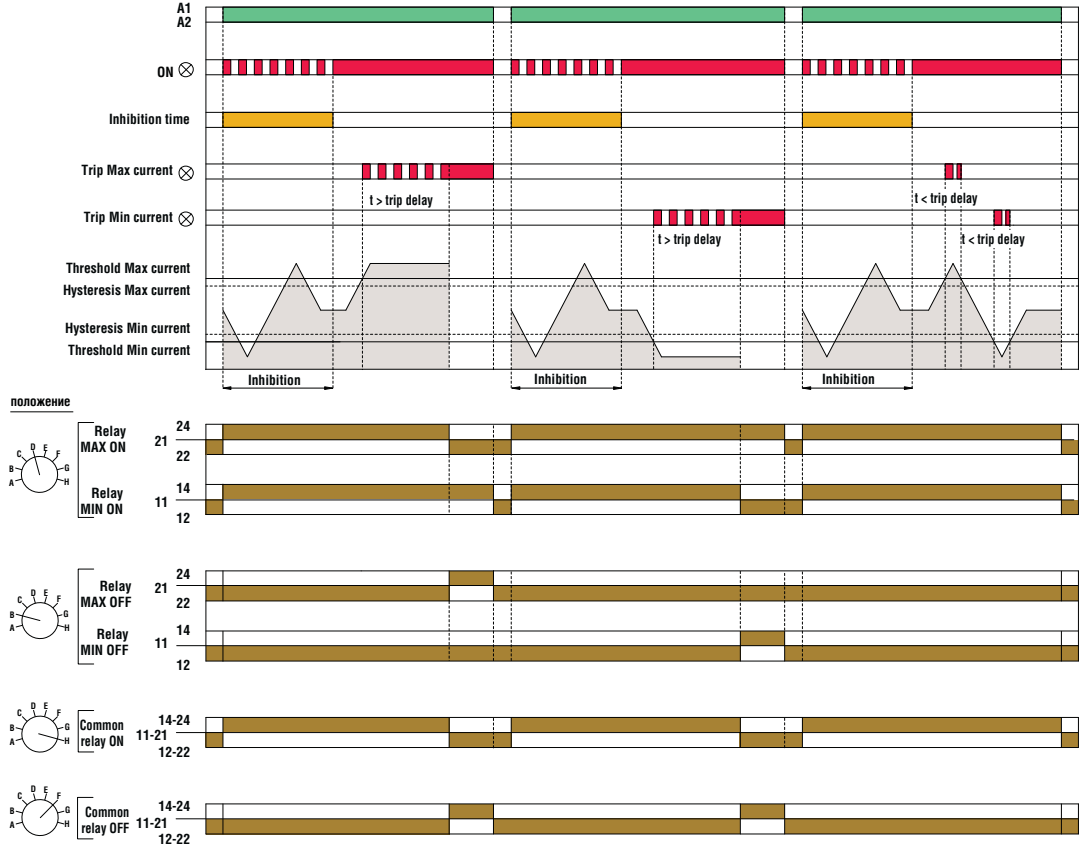 A1
A2
ON
Inhibition time
Trip Max current
t > trip delay
t < trip delay
Trip Min current
t > trip delay
t < trip delay
Threshold Max current
Hysteresis Max current
Hysteresis Min current
Threshold Min current
Inhibition
Inhibition
Inhibition
положение
A B C D E F G H
Relay
MAX ON
21
24
22
Relay
MIN ON
11
14
12
A B C D E F G H
Relay
MAX OFF
21
24
22
Relay
MIN OFF
11
14
12
A B C D E F G H
Common
relay ON
14-24
11-21
12-22
A B C D E F G H
Common
relay OFF
14-24
11-21
12-22